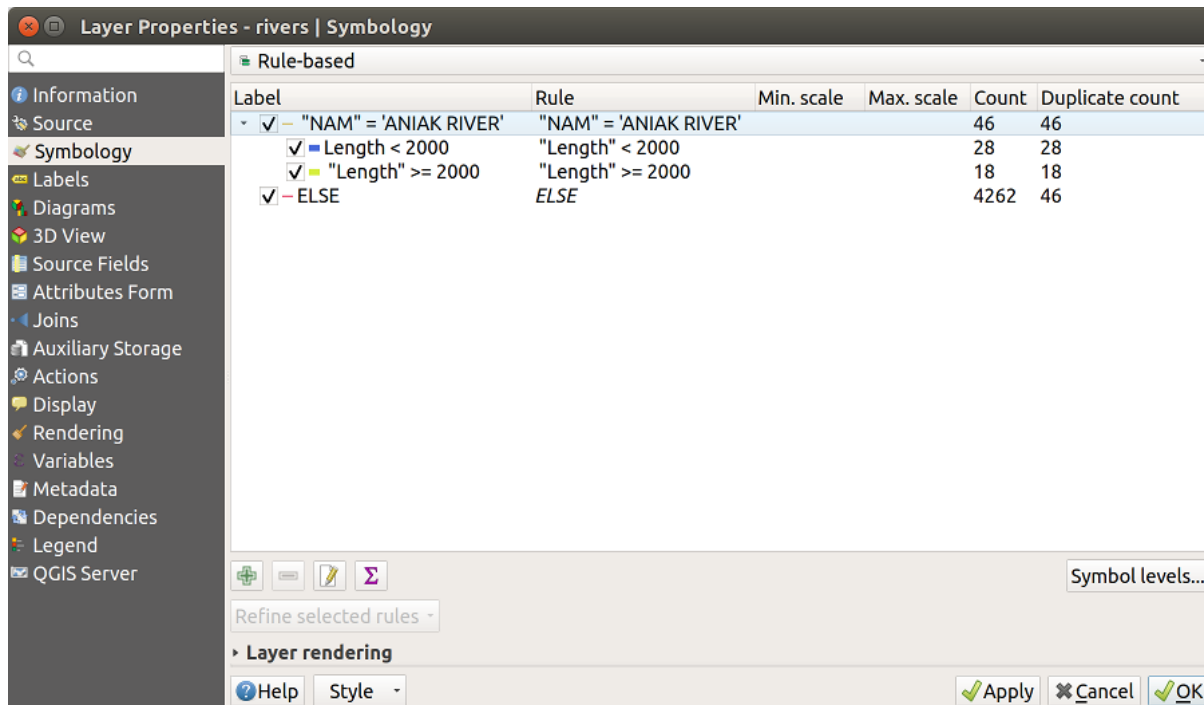 Layer Properties - rivers | Symbology
Rule-based
Information
Source
Symbology
Labels
Diagrams
3D View
Source Fields
Attributes Form
Joins
Auxiliary Storage
Actions
Display
Rendering
Variables
Metadata
Dependencies
Legend
QGIS Server
Label Rule Min. scale Max. scale Count Duplicate count
"NAM" = 'ANIAK RIVER' "NAM" = 'ANIAK RIVER' 46 46
Length < 2000 "Length" < 2000 28 28
"Length" >= 2000 "Length" >= 2000 18 18
ELSE ELSE 4262 46
Σ Symbol levels...
Refine selected rules
Layer rendering
Help Style Apply Cancel OK